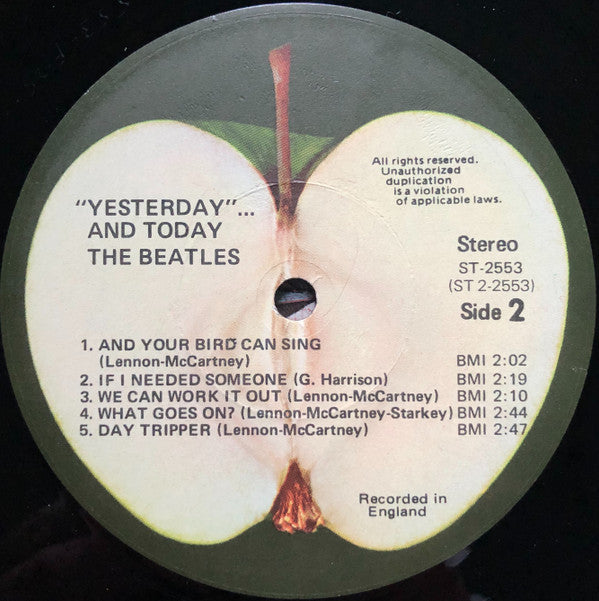 All rights reserved.
Unauthorized
duplication
is a violation
of applicable laws.
"YESTERDAY"...
AND TODAY
THE BEATLES
Stereo
ST-2553
(ST 2-2553)
Side 2
1. AND YOUR BIRD CAN SING
(Lennon-McCartney) BMI 2:02
2. IF I NEEDED SOMEONE (G. Harrison) BMI 2:19
3. WE CAN WORK IT OUT (Lennon-McCartney) BMI 2:10
4. WHAT GOES ON? (Lennon-McCartney-Starkey) BMI 2:44
5. DAY TRIPPER (Lennon-McCartney) BMI 2:47
Recorded in
England